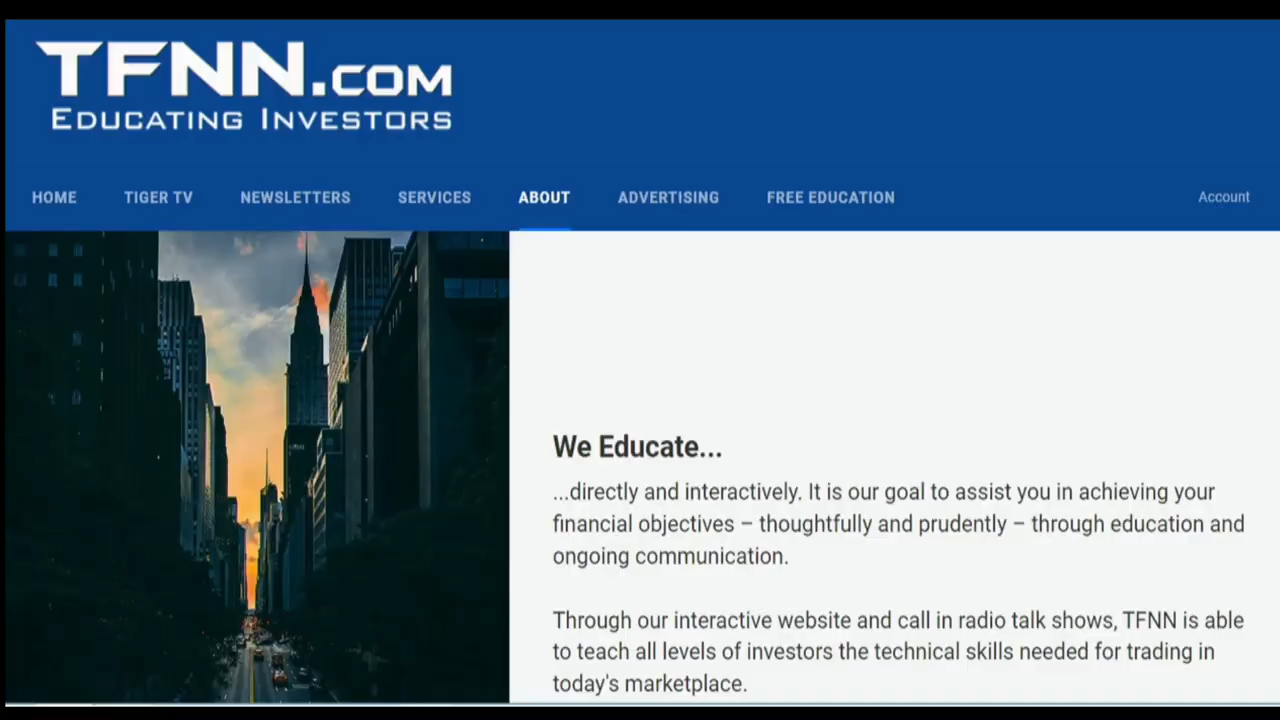 TFNN.COM
EDUCATING INVESTORS
HOME TIGER TV NEWSLETTERS SERVICES ABOUT ADVERTISING FREE EDUCATION Account
We Educate...
...directly and interactively. It is our goal to assist you in achieving your
financial objectives – thoughtfully and prudently – through education and
ongoing communication.
Through our interactive website and call in radio talk shows, TFNN is able
to teach all levels of investors the technical skills needed for trading in
today's marketplace.